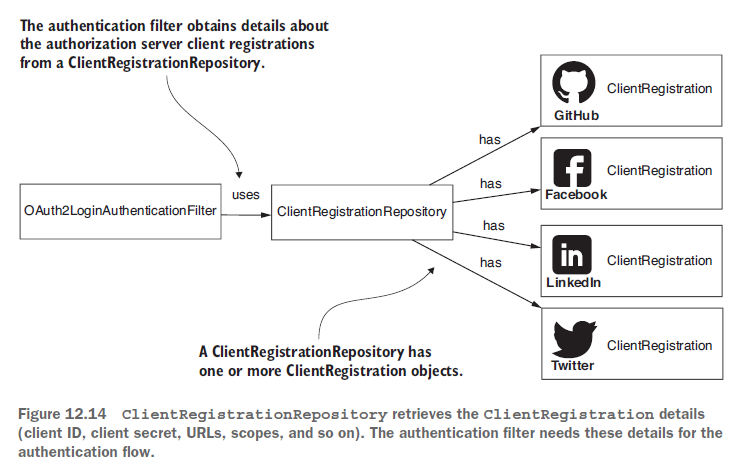 The authentication filter obtains details about
the authorization server client registrations
from a ClientRegistrationRepository.
ClientRegistration
GitHub
has
ClientRegistration
Facebook
has
OAuth2LoginAuthenticationFilter
uses
ClientRegistrationRepository
has
ClientRegistration
in
LinkedIn
has
ClientRegistration
Twitter
A ClientRegistrationRepository has
one or more ClientRegistration objects.
Figure 12.14 ClientRegistrationRepository retrieves the ClientRegistration details
(client ID, client secret, URLs, scopes, and so on). The authentication filter needs these details for the
authentication flow.